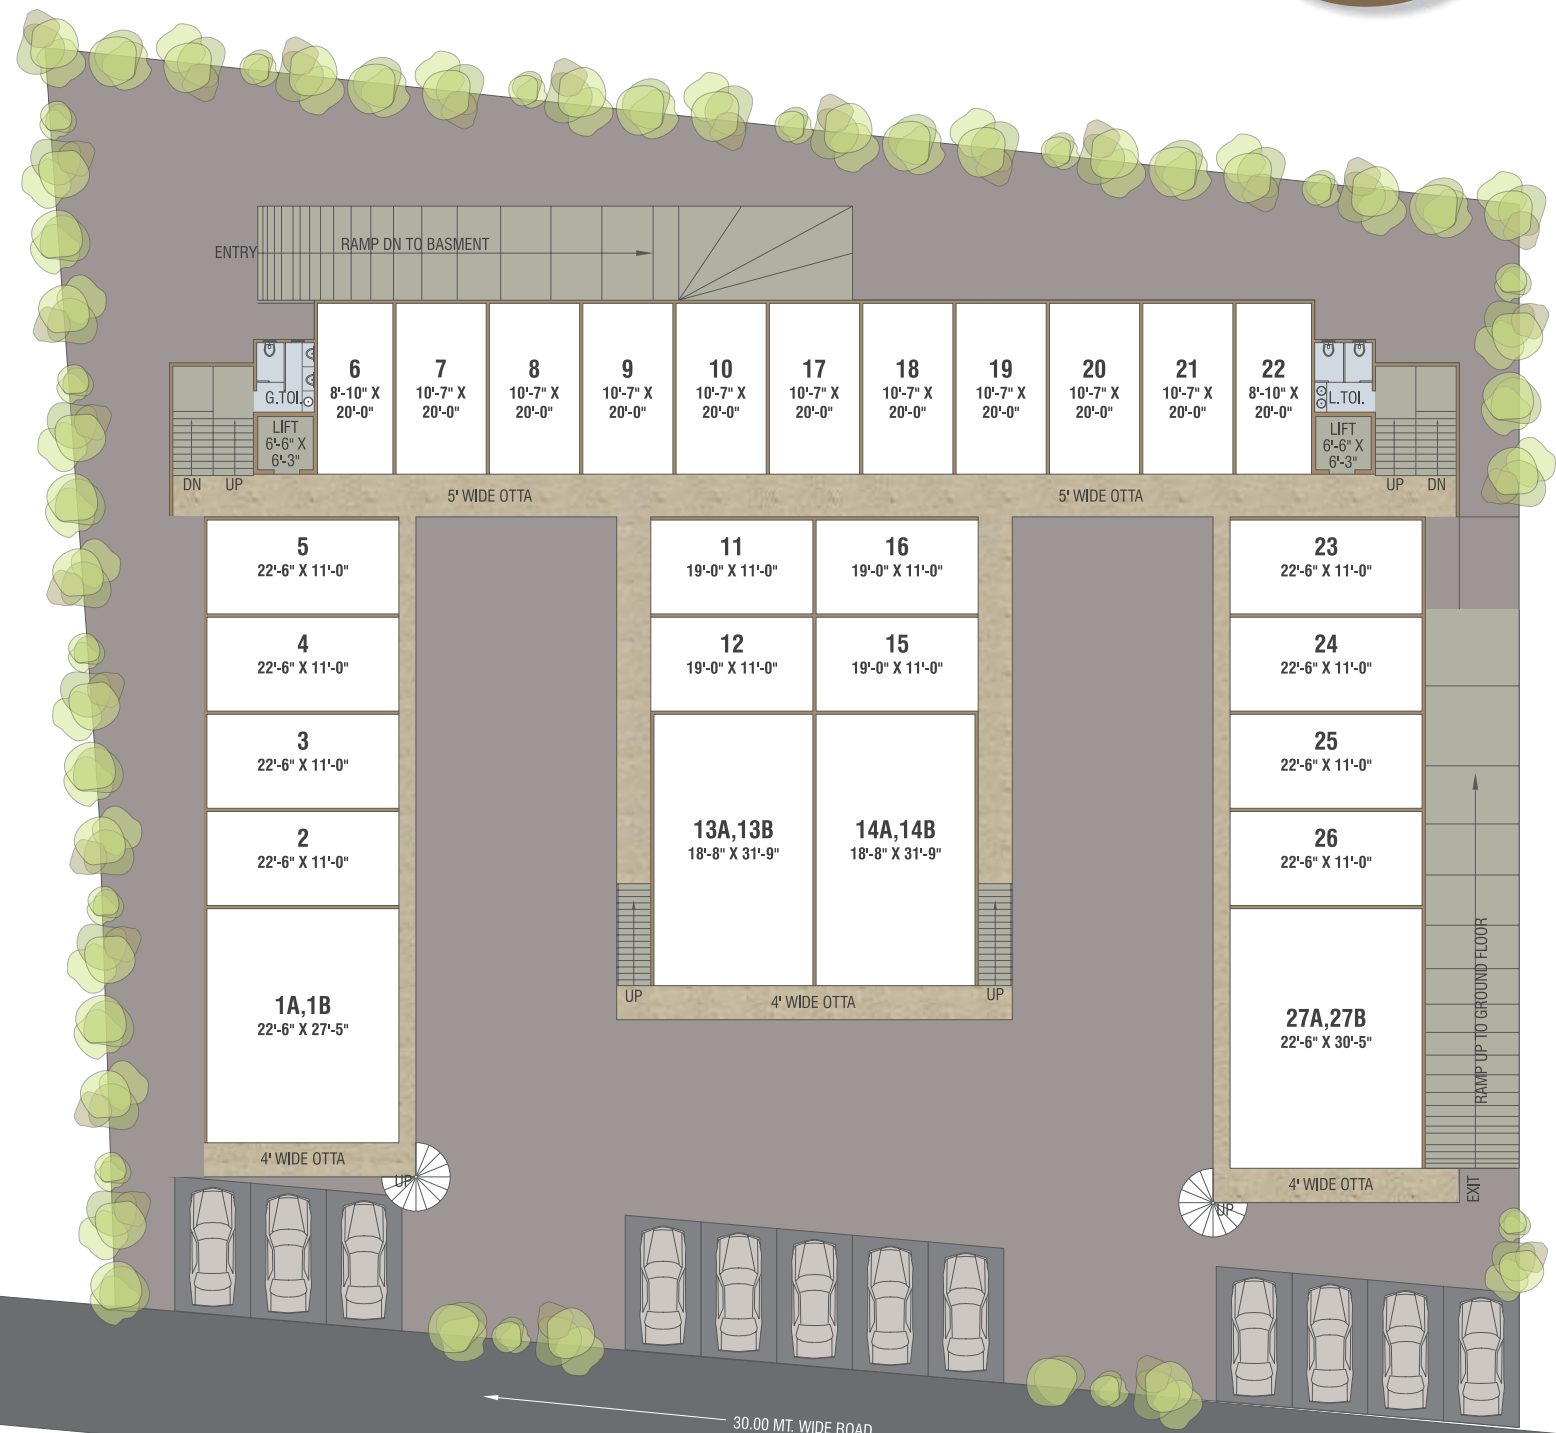 ENTRY
RAMP DN TO BASMENT
6
8'-10" X
20'-0"
7
10'-7" X
20'-0"
8
10'-7" X
20'-0"
9
10'-7" X
20'-0"
10
10'-7" X
20'-0"
17
10'-7" X
20'-0"
18
10'-7" X
20'-0"
19
10'-7" X
20'-0"
20
10'-7" X
20'-0"
21
10'-7" X
20'-0"
22
8'-10" X
20'-0"
G.TOI.
LIFT
6'-6" X
6'-3"
L.TOI.
LIFT
6'-6" X
6'-3"
DN UP
5' WIDE OTTA
5' WIDE OTTA
UP DN
5
22'-6" X 11'-0"
4
22'-6" X 11'-0"
3
22'-6" X 11'-0"
2
22'-6" X 11'-0"
1A,1B
22'-6" X 27'-5"
4' WIDE OTTA
UP
11
19'-0" X 11'-0"
16
19'-0" X 11'-0"
12
19'-0" X 11'-0"
15
19'-0" X 11'-0"
13A,13B
18'-8" X 31'-9"
14A,14B
18'-8" X 31'-9"
UP
4' WIDE OTTA
UP
23
22'-6" X 11'-0"
24
22'-6" X 11'-0"
25
22'-6" X 11'-0"
26
22'-6" X 11'-0"
27A,27B
22'-6" X 30'-5"
RAMP UP TO GROUND FLOOR
4' WIDE OTTA
EXIT
UP
30.00 MT. WIDE ROAD